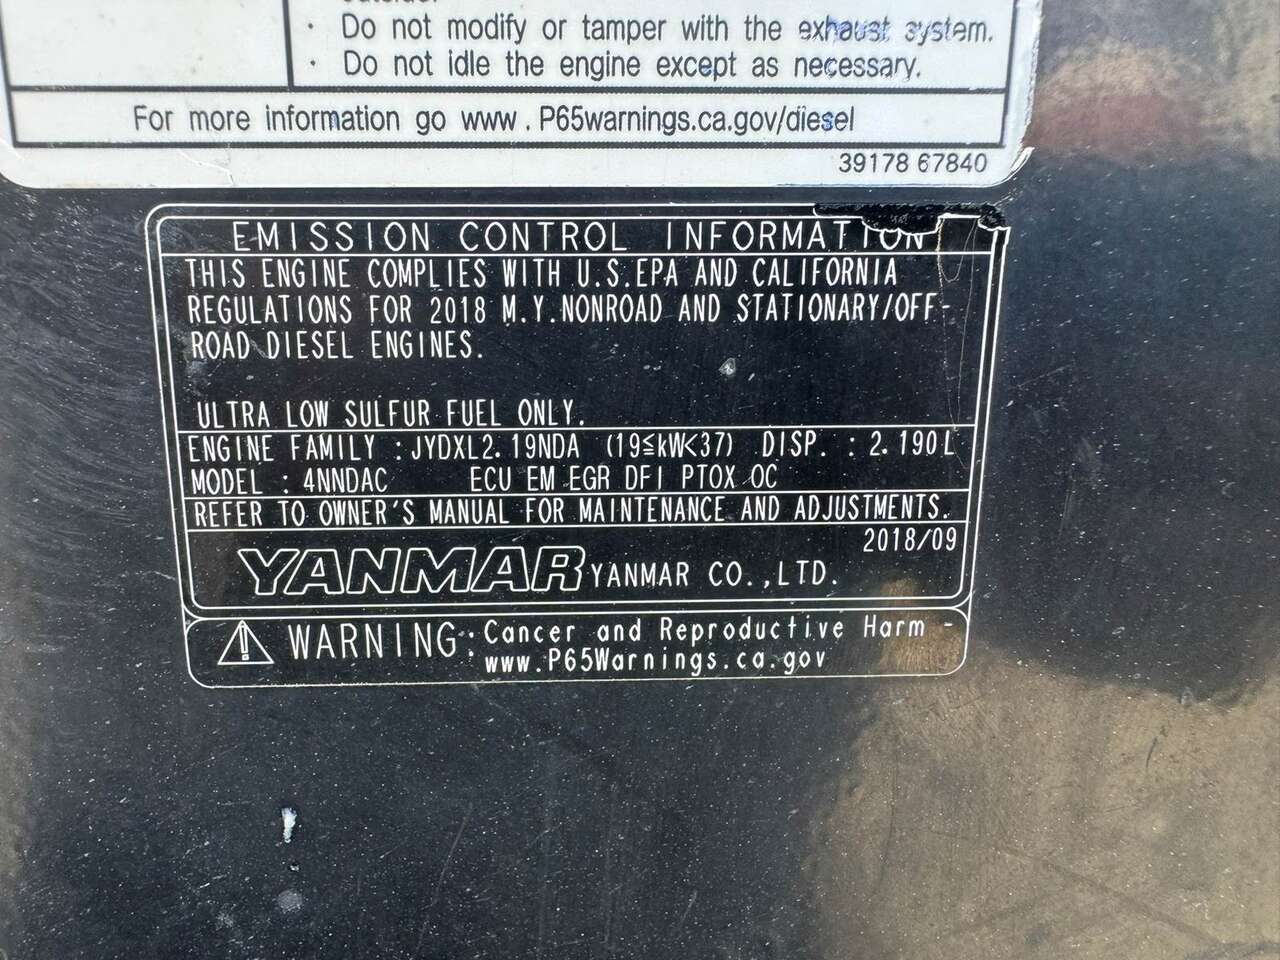 · Do not modify or tamper with the exhaust system.
· Do not idle the engine except as necessary.
For more information go www . P65warnings.ca.gov/diesel
39178 67840
EMISSION CONTROL INFORMATION
THIS ENGINE COMPLIES WITH U.S.EPA AND CALIFORNIA
REGULATIONS FOR 2018 M.Y.NONROAD AND STATIONARY/OFF-
ROAD DIESEL ENGINES.
ULTRA LOW SULFUR FUEL ONLY.
ENGINE FAMILY : JYDXL2.19NDA (19≦kW<37) DISP. : 2.190L
MODEL : 4NNDAC ECU EM EGR DFI PTOX OC
REFER TO OWNER'S MANUAL FOR MAINTENANCE AND ADJUSTMENTS.
2018/09
YANMAR YANMAR CO.,LTD.
WARNING: Cancer and Reproductive Harm -
www.P65Warnings.ca.gov